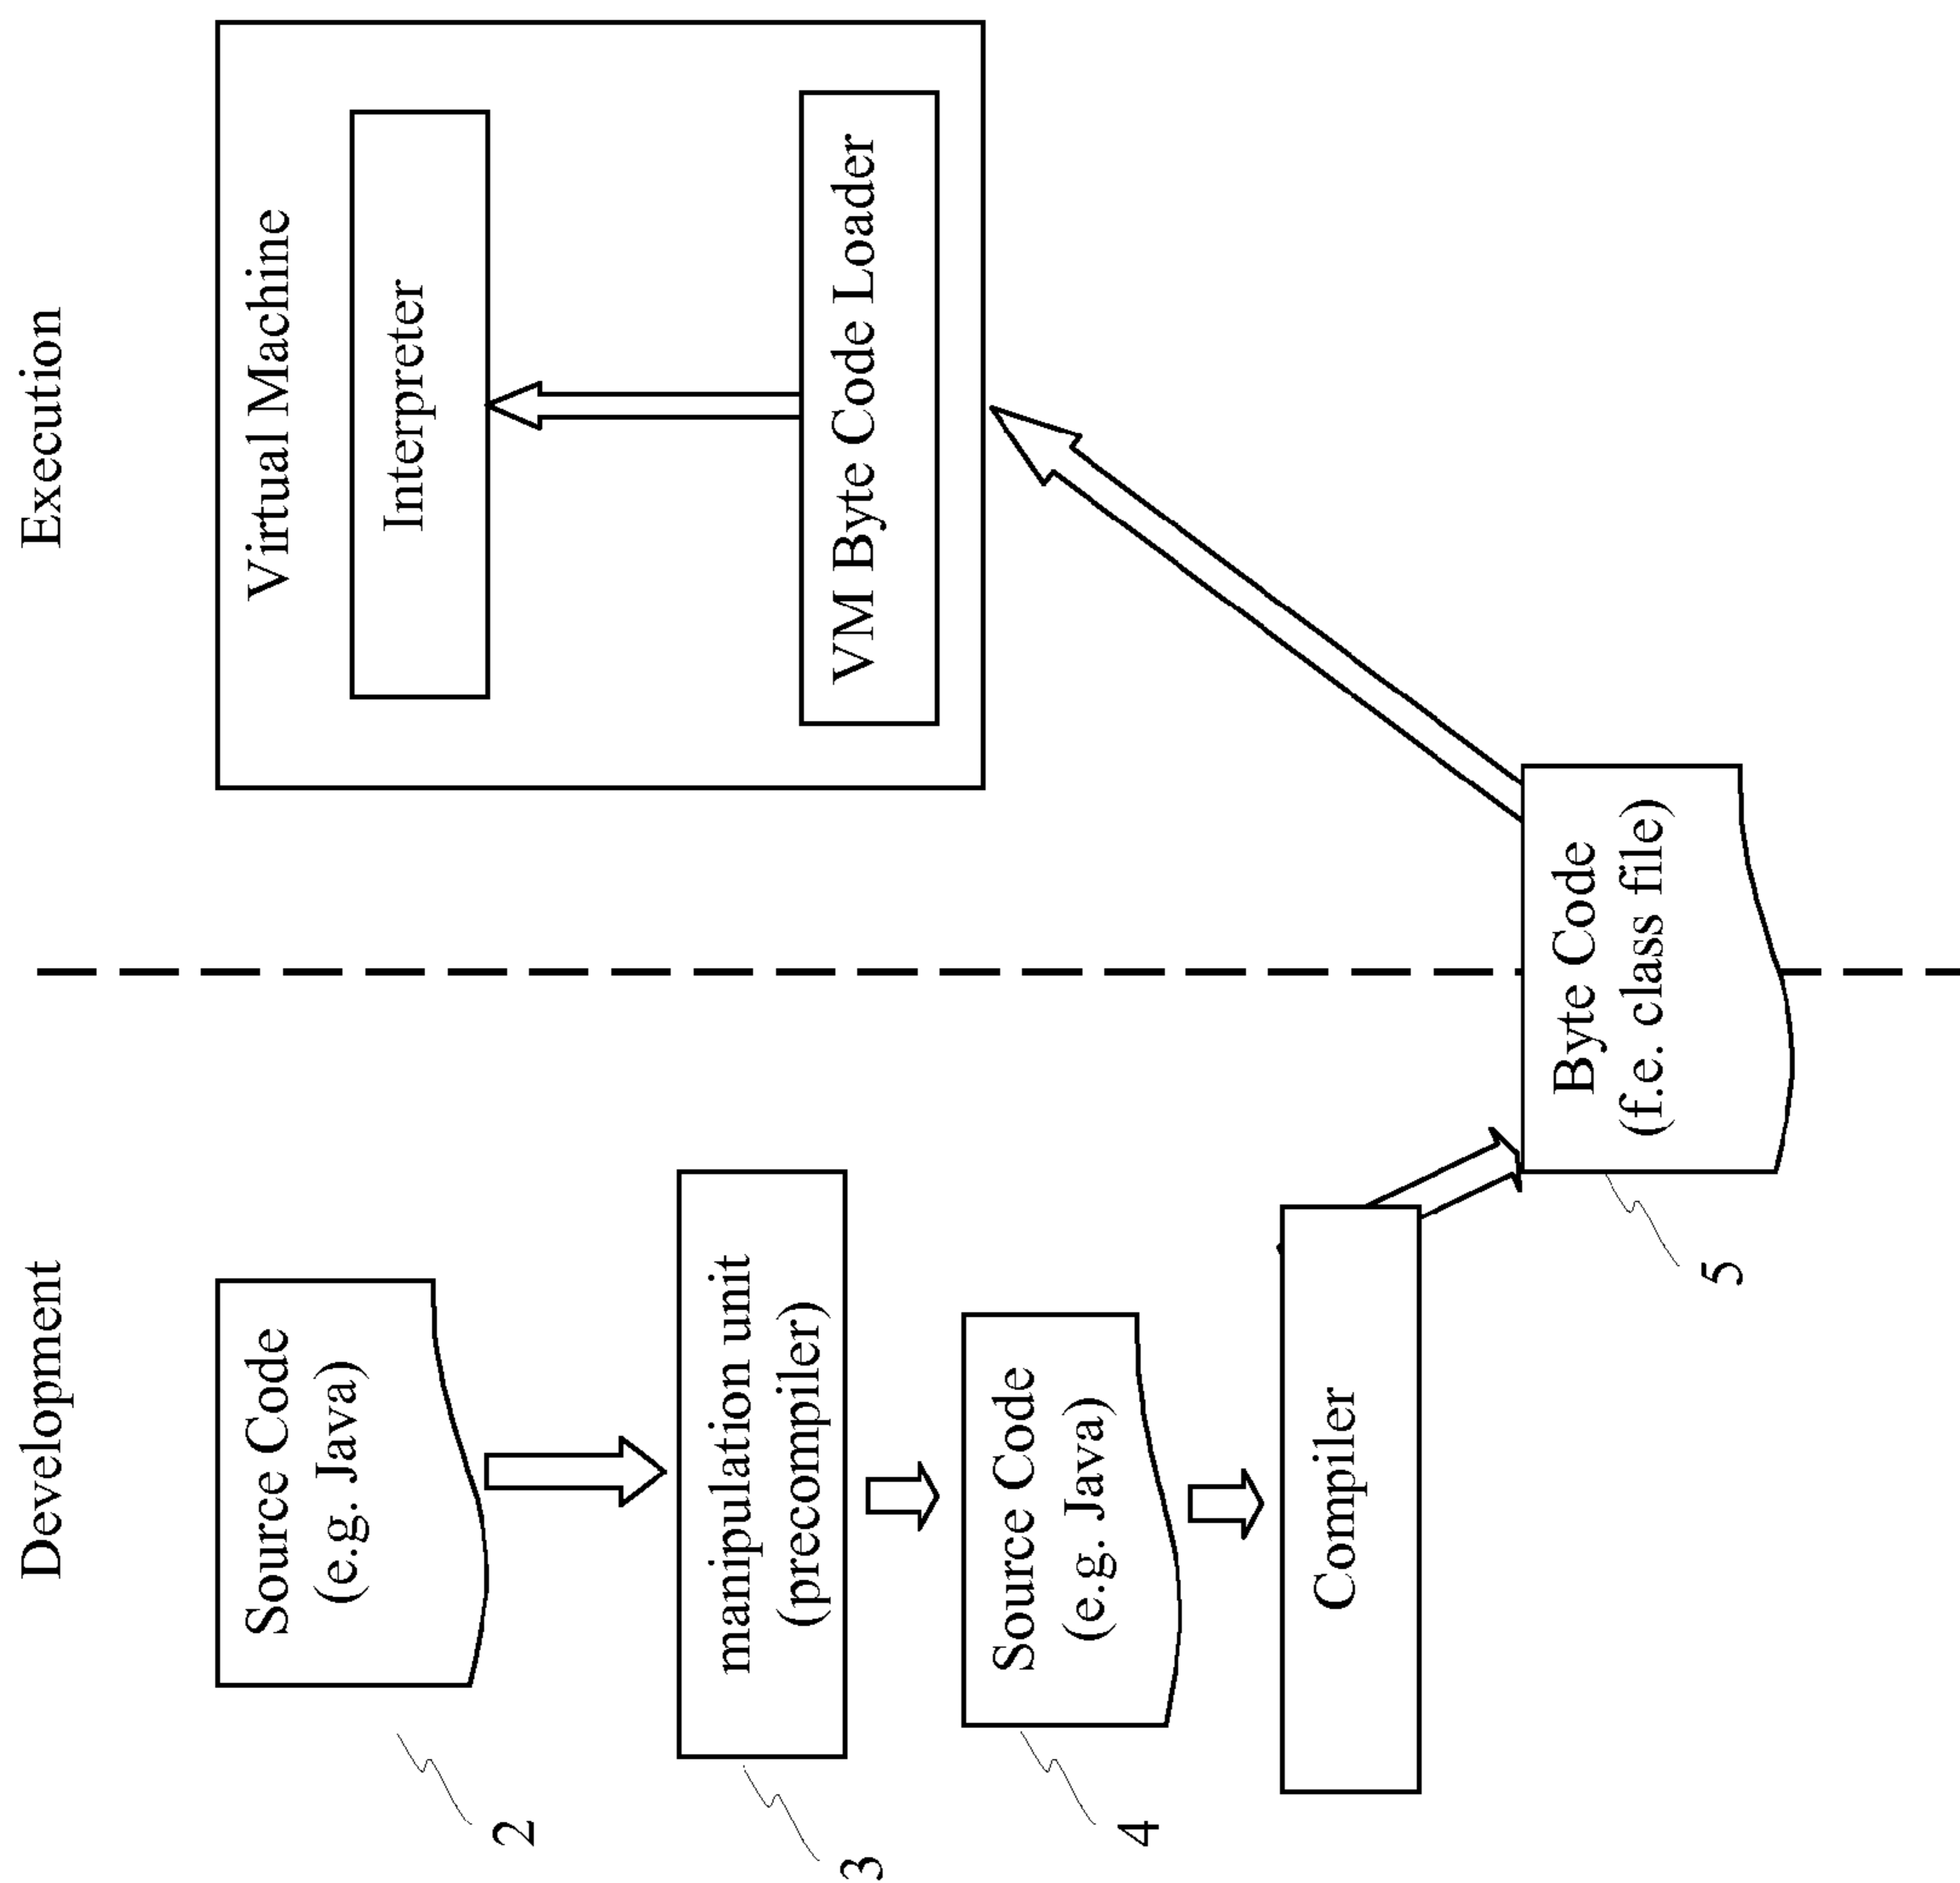 Development
Execution
Source Code
(e.g. Java)
2
manipulation unit
(precompiler)
3
Source Code
(e.g. Java)
4
Compiler
Byte Code
(f.e. class file)
5
Virtual Machine
Interpreter
VM Byte Code Loader